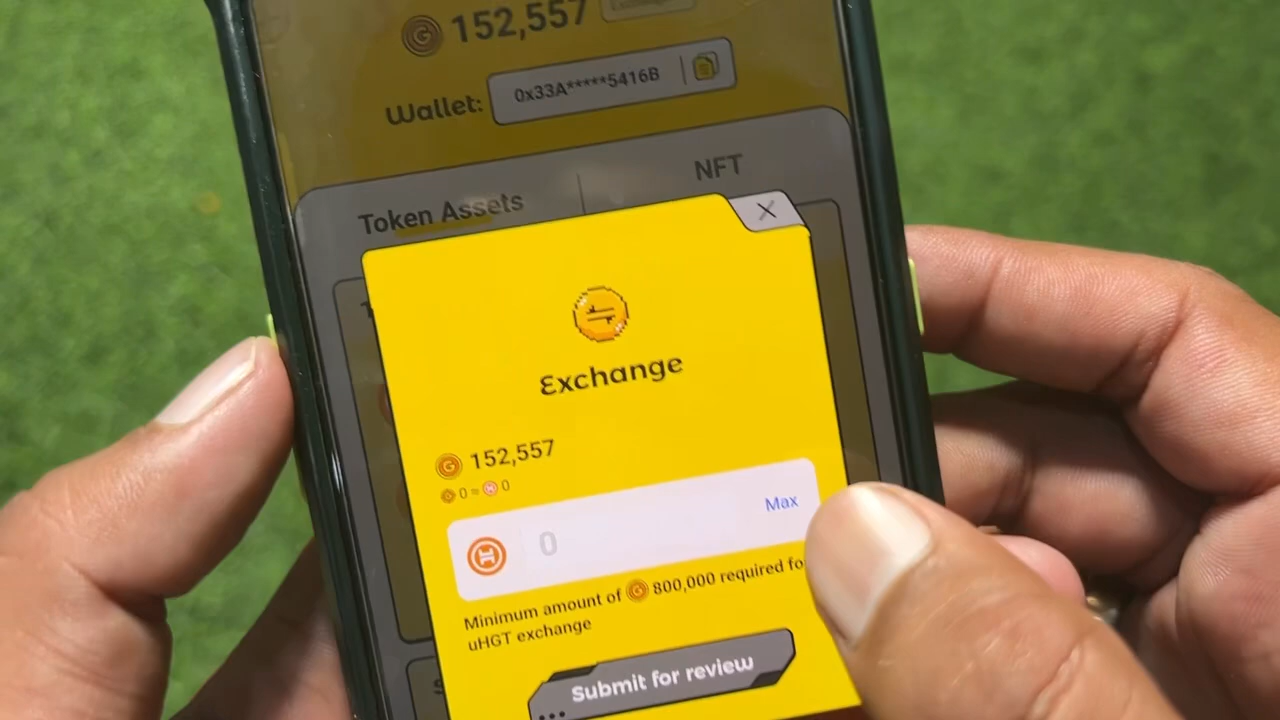 152,557
Wallet: 0x33A*****5416B
Token Assets
NFT
Exchange
152,557
0 ≈ 0
0
Max
Minimum amount of 800,000 required fo
uHGT exchange
Submit for review